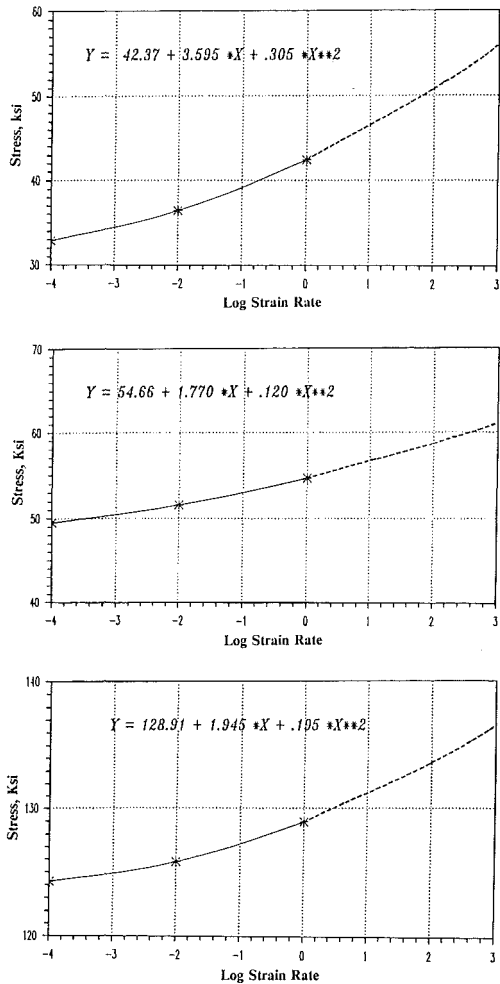 60
Y = 42.37 + 3.595 *X + .305 *X**2
50
Stress, ksi
40
30
-4 -3 -2 -1 0 1 2 3
Log Strain Rate
70
Y = 54.66 + 1.770 *X + .120 *X**2
60
Stress, Ksi
50
40
-4 -3 -2 -1 0 1 2 3
Log Strain Rate
140
Y = 128.91 + 1.945 *X + .195 *X**2
Stress, Ksi
130
120
-4 -3 -2 -1 0 1 2 3
Log Strain Rate